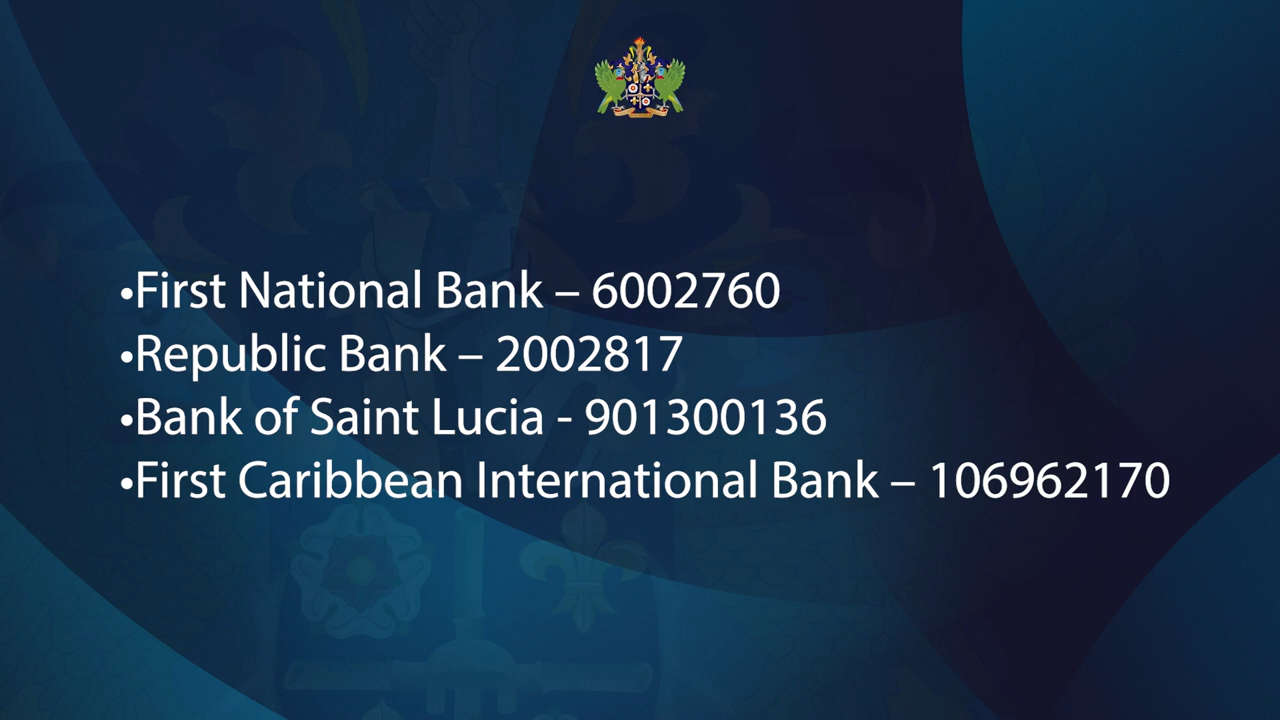 •First National Bank – 6002760
•Republic Bank – 2002817
•Bank of Saint Lucia - 901300136
•First Caribbean International Bank – 106962170